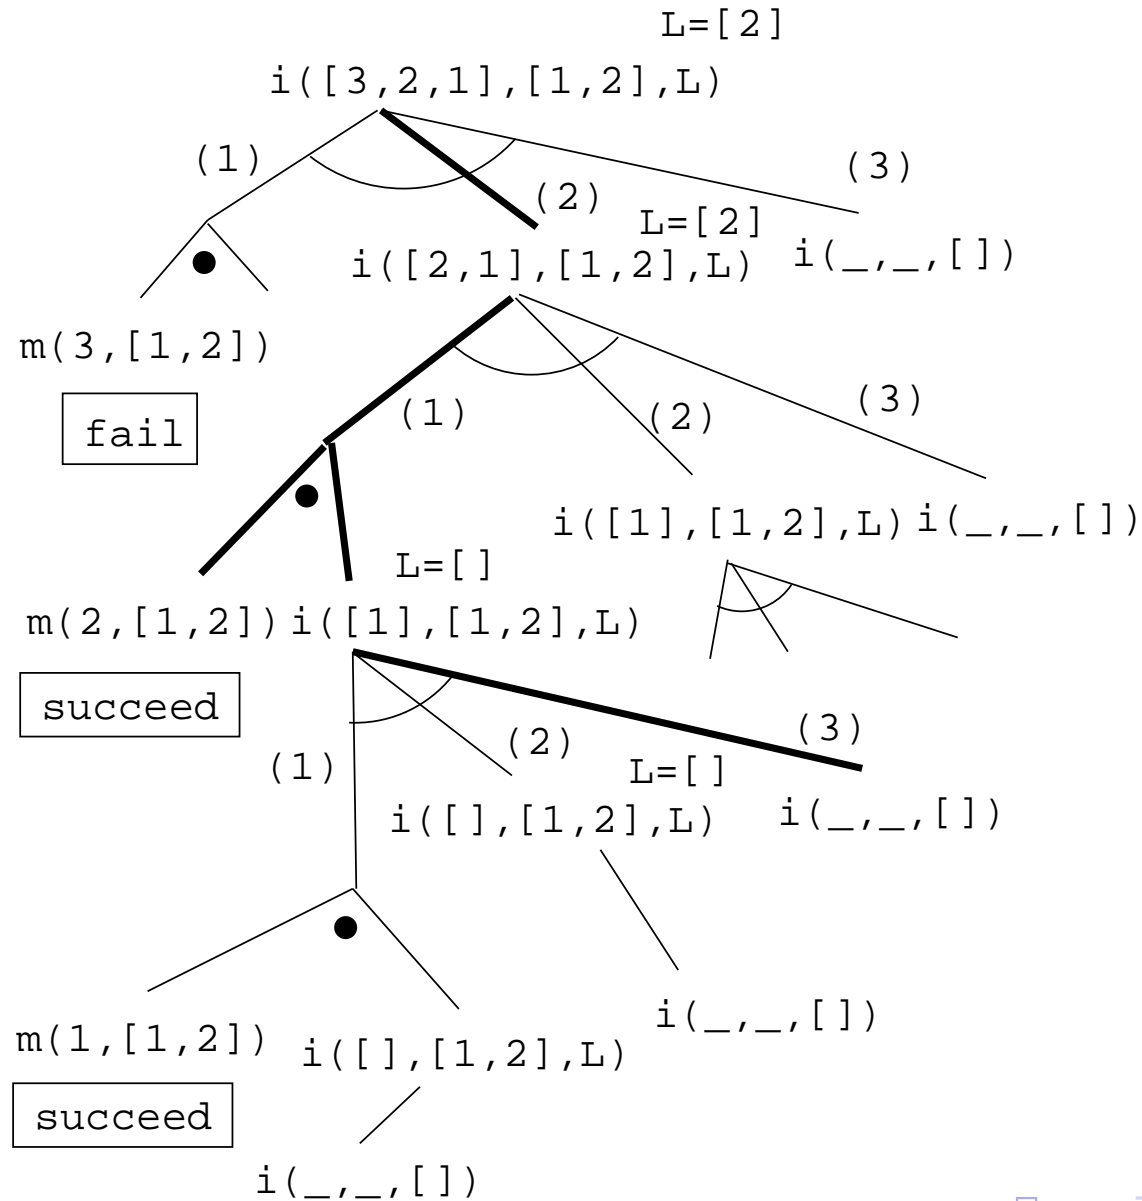 L=[2]
i([3,2,1],[1,2],L)
(1)
(2)
(3)
L=[2]
i([2,1],[1,2],L)
i(_,_,[])
m(3,[1,2])
fail
(1)
(2)
(3)
i([1],[1,2],L)
i(_,_,[])
L=[]
m(2,[1,2])
i([1],[1,2],L)
succeed
(1)
(2)
(3)
L=[]
i([],[1,2],L)
i(_,_,[])
i(_,_,[])
m(1,[1,2])
i([],[1,2],L)
succeed
i(_,_,[])